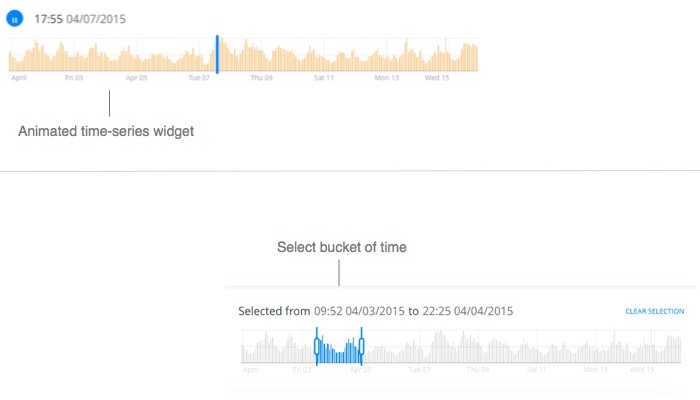 17:55 04/07/2015
April Fri 03 Apr 05 Tue 07 Thu 09 Sat 11 Mon 13 Wed 15
Animated time-series widget
Select bucket of time
Selected from 09:52 04/03/2015 to 22:25 04/04/2015 CLEAR SELECTION
April Apr 05 Tue 07 Thu 09 Sat 11 Mon 13 Wed 15